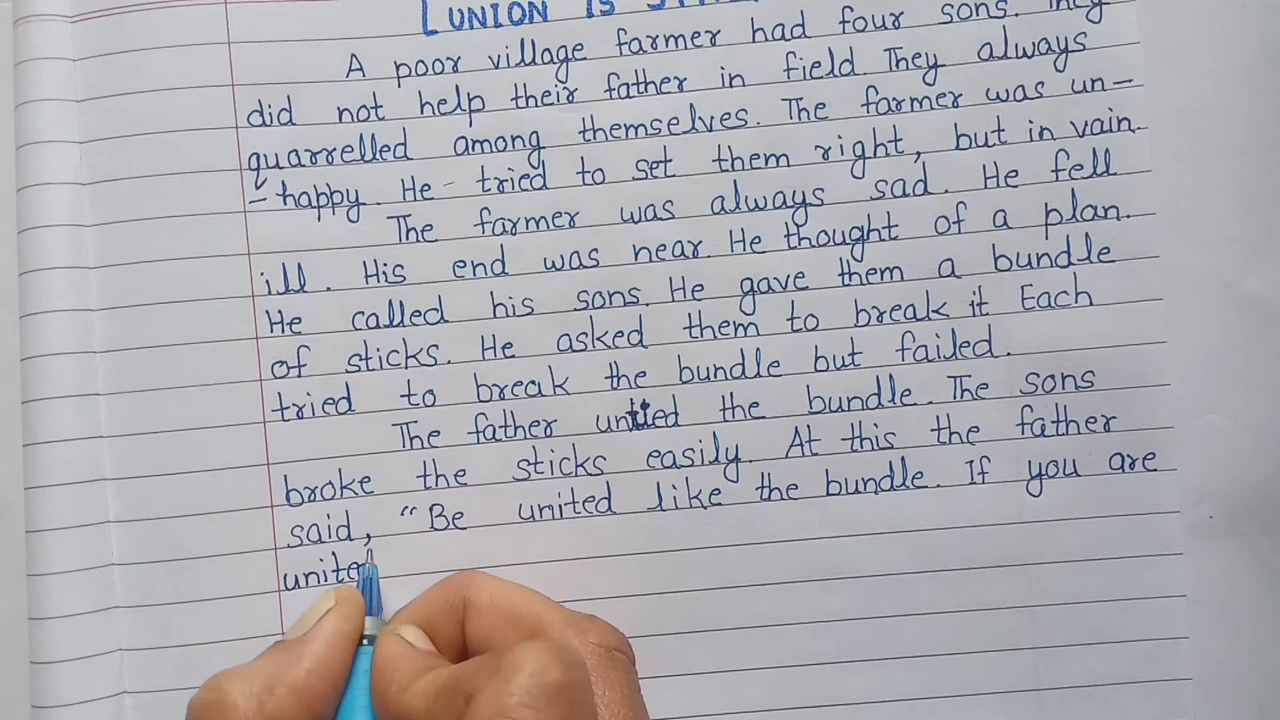 [UNION IS
A poor village farmer had four sons. They
did not help their father in field. They always
quarrelled among themselves. The farmer was un-
-happy. He tried to set them right, but in vain.
The farmer was always sad. He fell
ill. His end was near. He thought of a plan.
He called his sons. He gave them a bundle
of sticks. He asked them to break it Each
tried to break the bundle but failed.
The father untied the bundle. The sons
broke the sticks easily. At this the father
said, "Be united like the bundle. If you are
unite